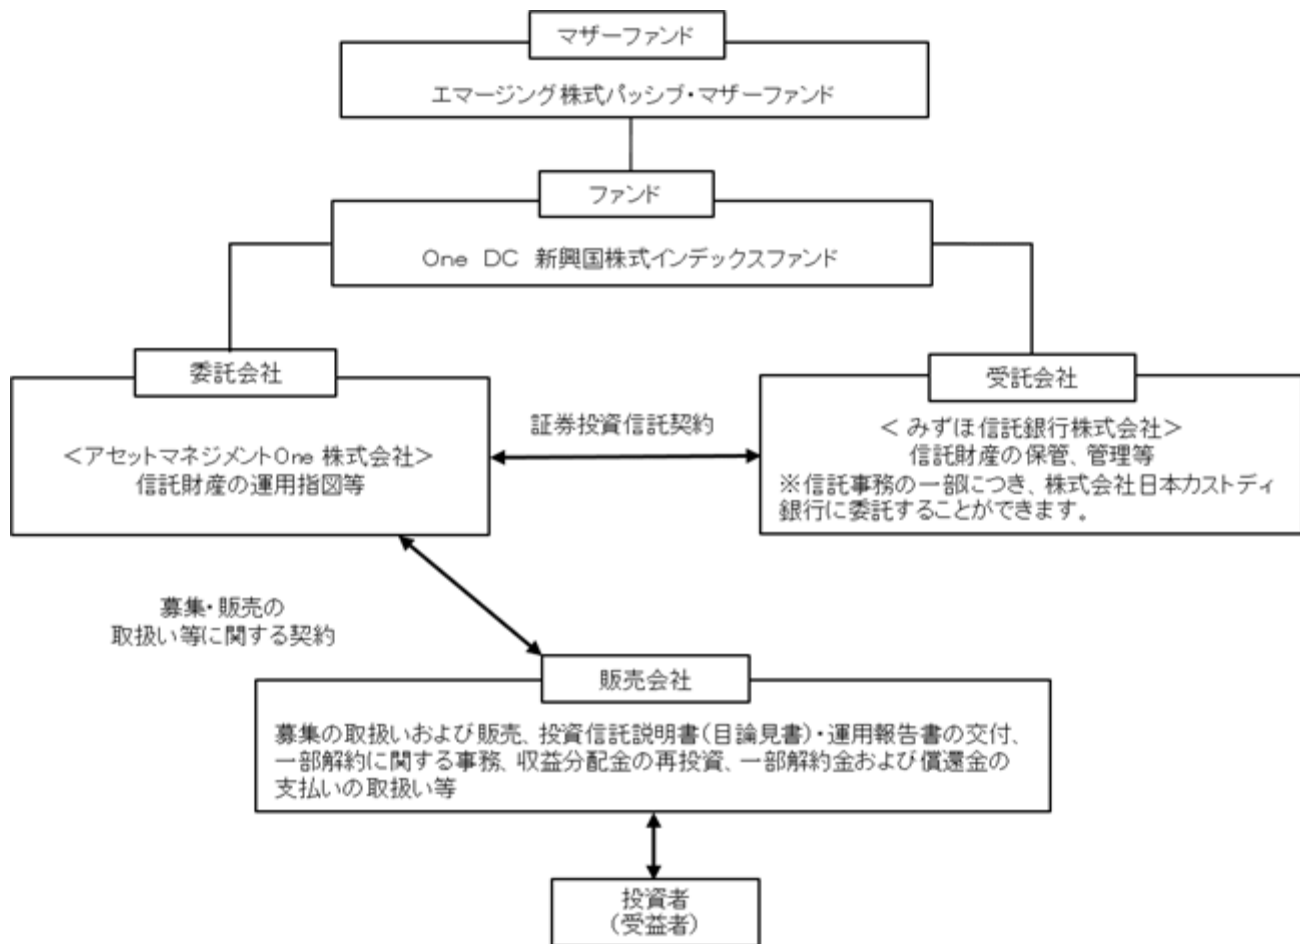 マザーファンド
エマージング株式パッシブ・マザーファンド
ファンド
Ｏｎｅ　ＤＣ　新興国株式インデックスファンド
委託会社
＜アセットマネジメントOne 株式会社＞
信託財産の運用指図等
証券投資信託契約
受託会社
＜みずほ信託銀行株式会社＞
信託財産の保管、管理等
※信託事務の一部につき、株式会社日本カストディ
銀行に委託することができます。
募集・販売の
取扱い等に関する契約
販売会社
募集の取扱いおよび販売、投資信託説明書（目論見書）・運用報告書の交付、
一部解約に関する事務、収益分配金の再投資、一部解約金および償還金の
支払いの取扱い等
投資者
（受益者）